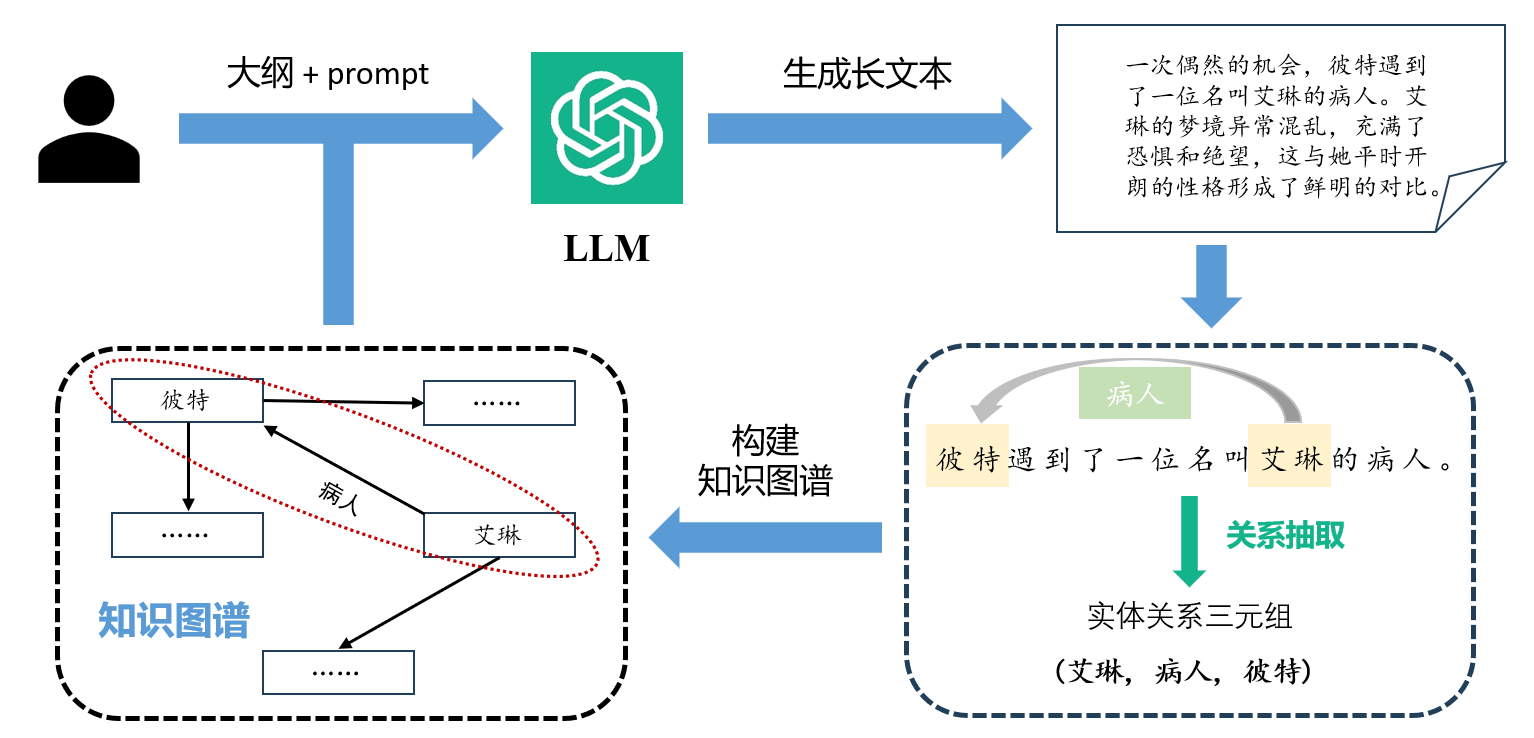 大纲 + prompt
LLM
生成长文本
一次偶然的机会，彼特遇到
了一位名叫艾琳的病人。艾
琳的梦境异常混乱，充满了
恐惧和绝望，这与她平时开
朗的性格形成了鲜明的对比。
病人
彼特遇到了一位名叫艾琳的病人。
关系抽取
实体关系三元组
(艾琳，病人，彼特)
构建
知识图谱
彼特
……
病人
……
艾琳
知识图谱
……